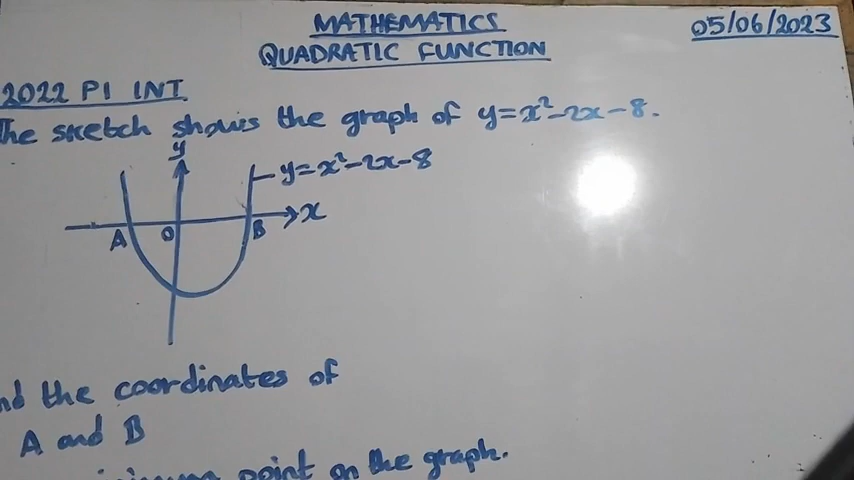 MATHEMATICS
05/06/2023
QUADRATIC FUNCTION
2022 P1 INT
The sketch shows the graph of y=x²-2x-8.
y
y=x²-2x-8
x
A
O
B
the coordinates of
A and B
point on the graph.